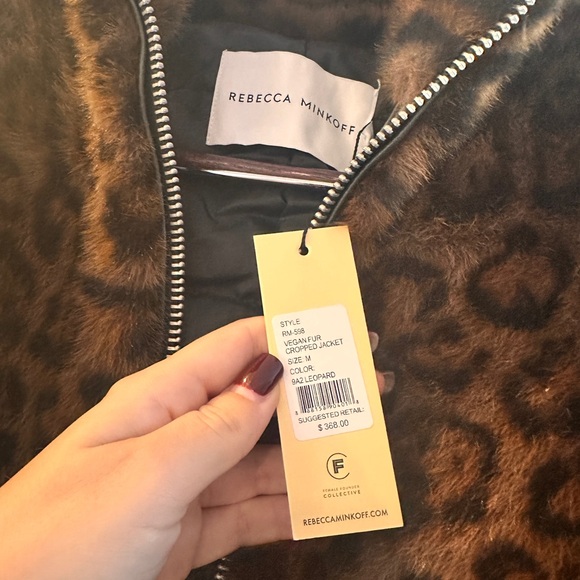 REBECCA MINKOFF
STYLE
RM-558
VEGAN FUR
CROPPED JACKET
SIZE: M
COLOR:
9A2 LEOPARD
SUGGESTED RETAIL:
$ 368.00
F
FEMALE FOUNDED
COLLECTIVE
REBECCAMINKOFF.COM